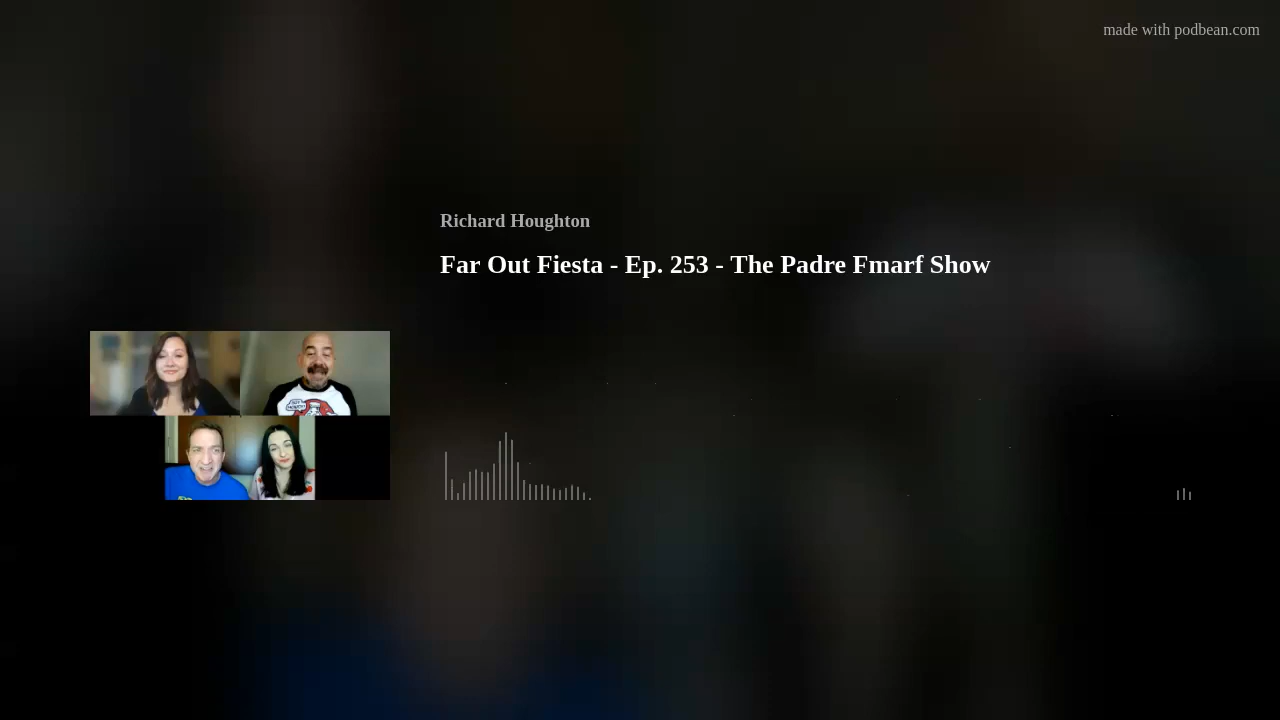 made with podbean.com
Richard Houghton
Far Out Fiesta - Ep. 253 - The Padre Fmarf Show